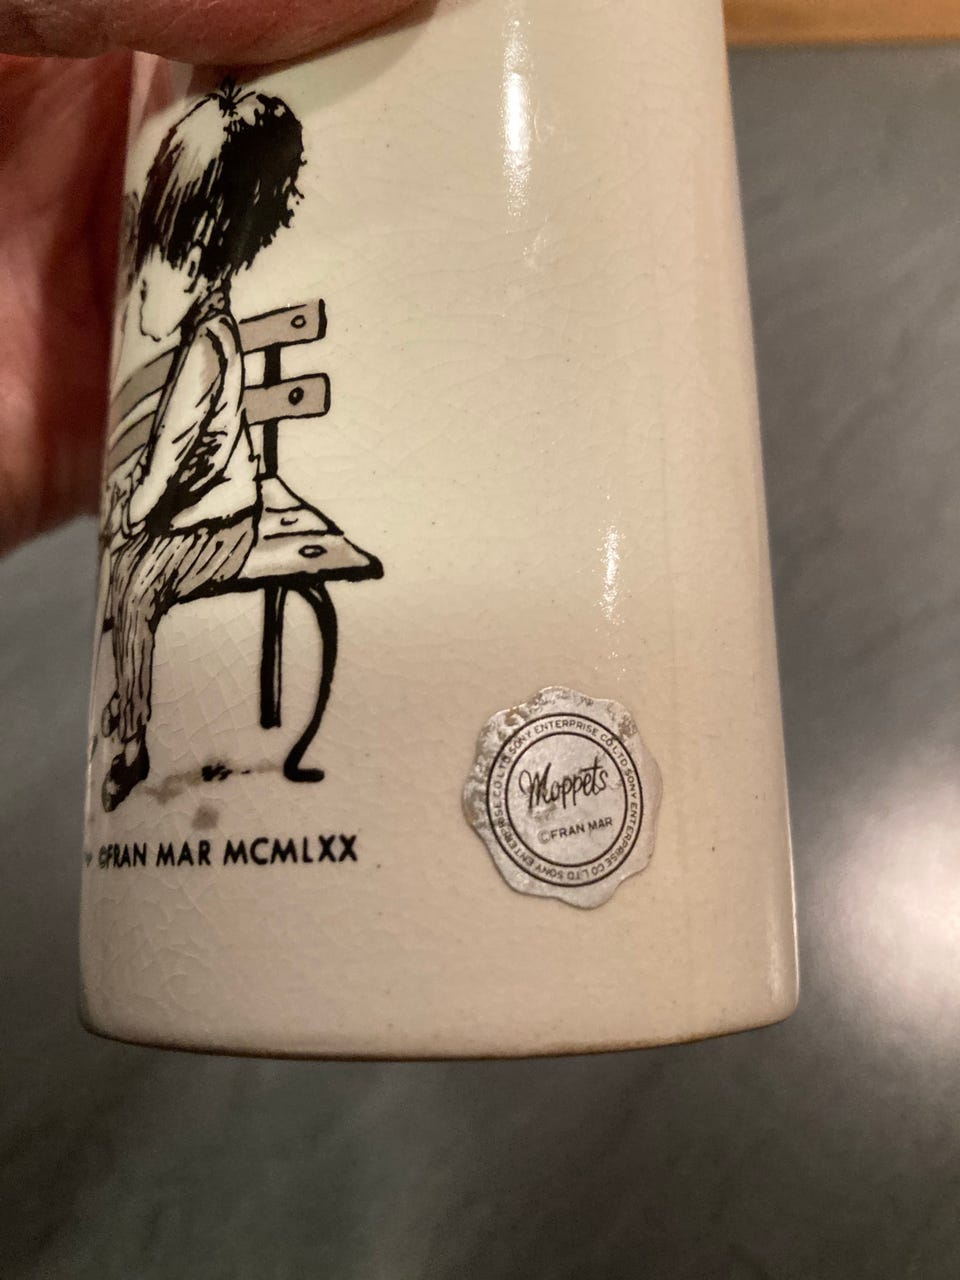 ©FRAN MAR MCMLXX
SONY ENTERPRISE CO LTD SONY ENTERPRISE CO LTD SONY ENTERPRISE CO LTD
Moppets
©FRAN MAR